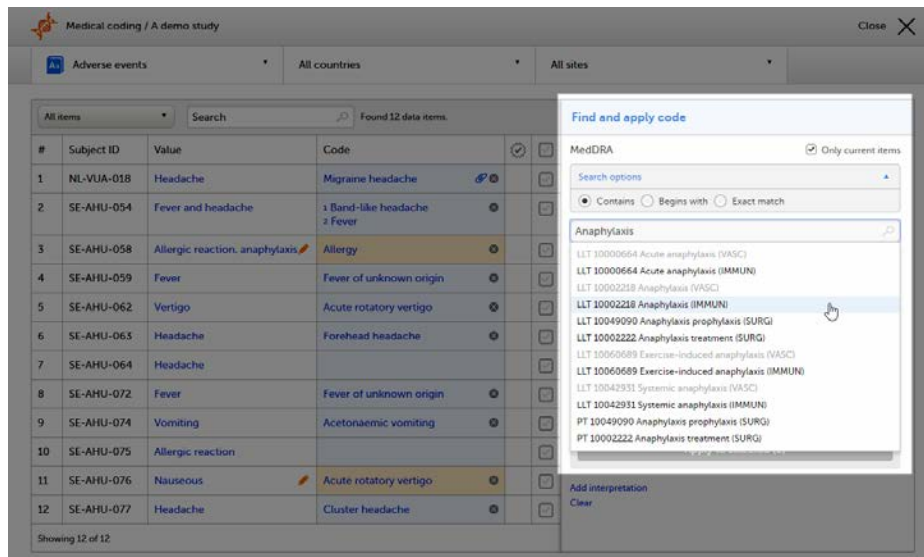 Medical coding / A demo study
Close
Adverse events
All countries
All sites
All items
Search
Found 12 data items.
# Subject ID Value Code
1 NL-VUA-018 Headache Migraine headache
2 SE-AHU-054 Fever and headache 1 Band-like headache
2 Fever
3 SE-AHU-058 Allergic reaction, anaphylaxis Allergy
4 SE-AHU-059 Fever Fever of unknown origin
5 SE-AHU-062 Vertigo Acute rotatory vertigo
6 SE-AHU-063 Headache Forehead headache
7 SE-AHU-064 Headache
8 SE-AHU-072 Fever Fever of unknown origin
9 SE-AHU-074 Vomiting Acetonaemic vomiting
10 SE-AHU-075 Allergic reaction
11 SE-AHU-076 Nauseous Acute rotatory vertigo
12 SE-AHU-077 Headache Cluster headache
Showing 12 of 12
Find and apply code
MedDRA Only current items
Search options
Contains Begins with Exact match
Anaphylaxis
LLT 10000664 Acute anaphylaxis (VASC)
LLT 10000664 Acute anaphylaxis (IMMUN)
LLT 10002218 Anaphylaxis (VASC)
LLT 10002218 Anaphylaxis (IMMUN)
LLT 10049090 Anaphylaxis prophylaxis (SURG)
LLT 10002222 Anaphylaxis treatment (SURG)
LLT 10060689 Exercise-induced anaphylaxis (VASC)
LLT 10060689 Exercise-induced anaphylaxis (IMMUN)
LLT 10042931 Systemic anaphylaxis (VASC)
LLT 10042931 Systemic anaphylaxis (IMMUN)
PT 10049090 Anaphylaxis prophylaxis (SURG)
PT 10002222 Anaphylaxis treatment (SURG)
Add interpretation
Clear